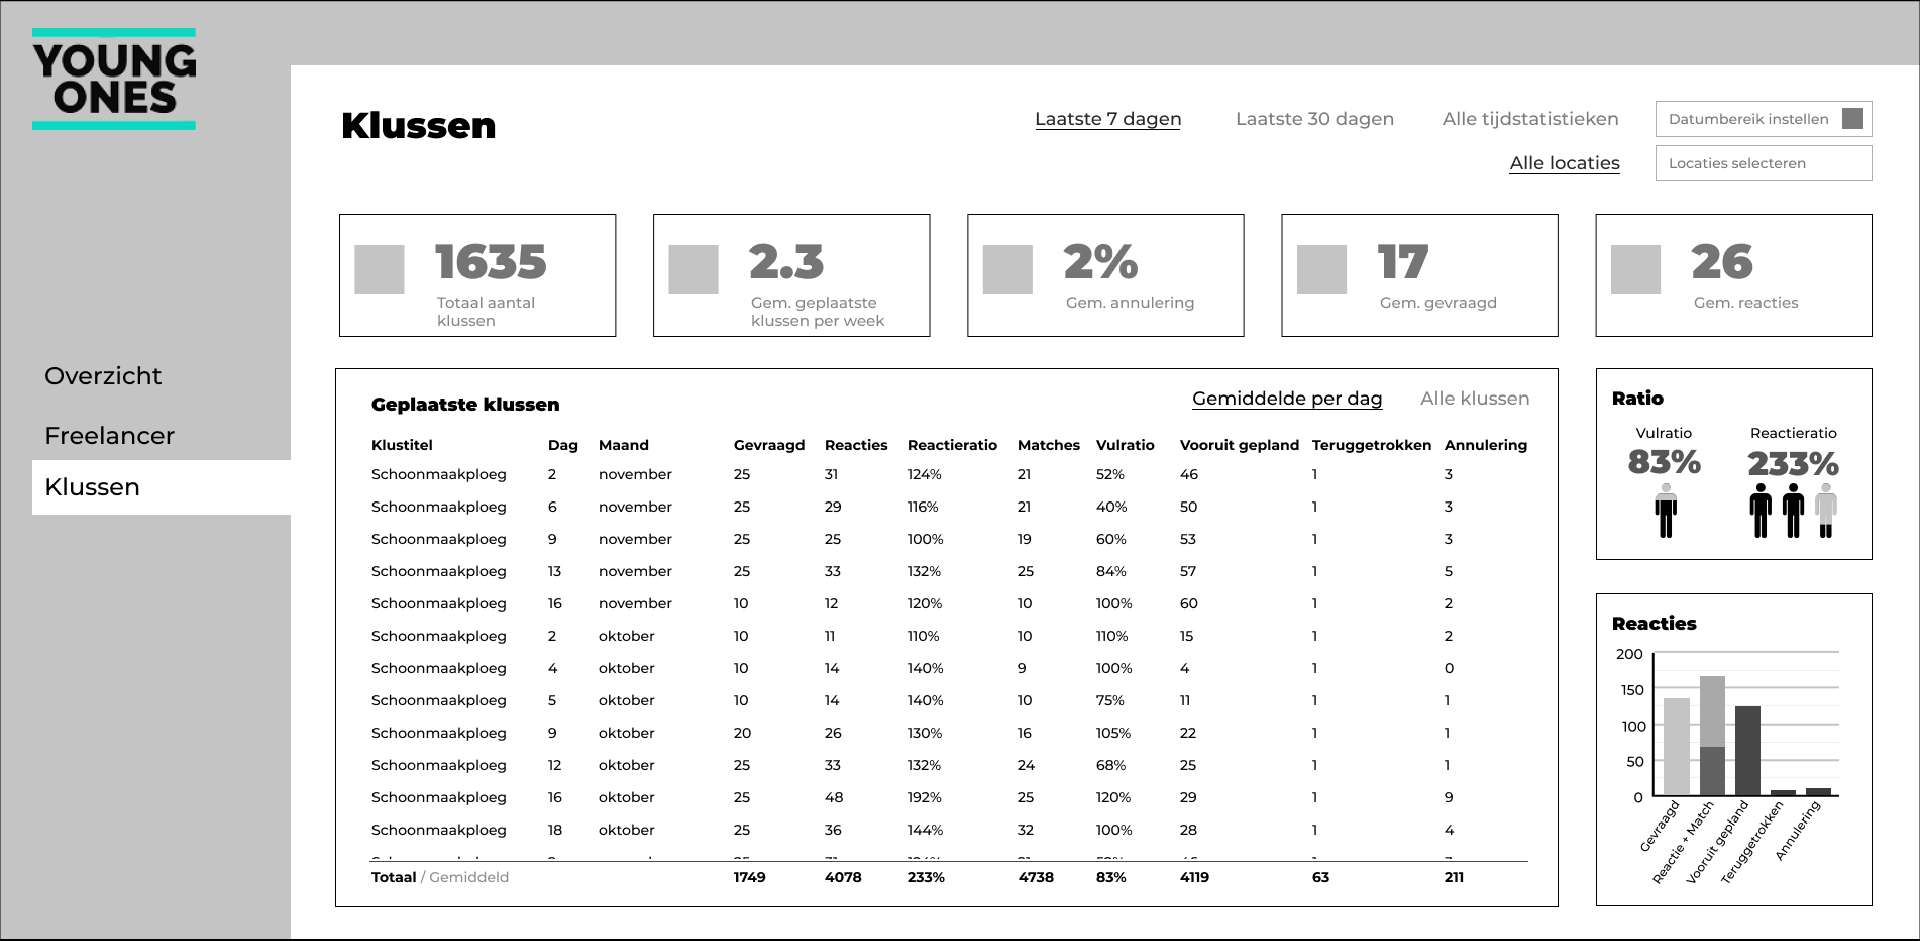 YOUNG
ONES
Overzicht
Freelancer
Klussen
Klussen
Laatste 7 dagen Laatste 30 dagen Alle tijdstatistieken Datumbereik instellen
Alle locaties Locaties selecteren
1635
Totaal aantal
klussen
2.3
Gem. geplaatste
klussen per week
2%
Gem. annulering
17
Gem. gevraagd
26
Gem. reacties
Geplaatste klussen Gemiddelde per dag Alle klussen
Klustitel Dag Maand Gevraagd Reacties Reactieratio Matches Vulratio Vooruit gepland Teruggetrokken Annulering
Schoonmaakploeg 2 november 25 31 124% 21 52% 46 1 3
Schoonmaakploeg 6 november 25 29 116% 21 40% 50 1 3
Schoonmaakploeg 9 november 25 25 100% 19 60% 53 1 3
Schoonmaakploeg 13 november 25 33 132% 25 84% 57 1 5
Schoonmaakploeg 16 november 10 12 120% 10 100% 60 1 2
Schoonmaakploeg 2 oktober 10 11 110% 10 110% 15 1 2
Schoonmaakploeg 4 oktober 10 14 140% 9 100% 4 1 0
Schoonmaakploeg 5 oktober 10 14 140% 10 75% 11 1 1
Schoonmaakploeg 9 oktober 20 26 130% 16 105% 22 1 1
Schoonmaakploeg 12 oktober 25 33 132% 24 68% 25 1 1
Schoonmaakploeg 16 oktober 25 48 192% 25 120% 29 1 9
Schoonmaakploeg 18 oktober 25 36 144% 32 100% 28 1 4
Totaal / Gemiddeld 1749 4078 233% 4738 83% 4119 63 211
Ratio
Vulratio Reactieratio
83% 233%
Reacties
200
150
100
50
0
Gevraagd
Reactie + Match
Vooruit gepland
Teruggetrokken
Annulering